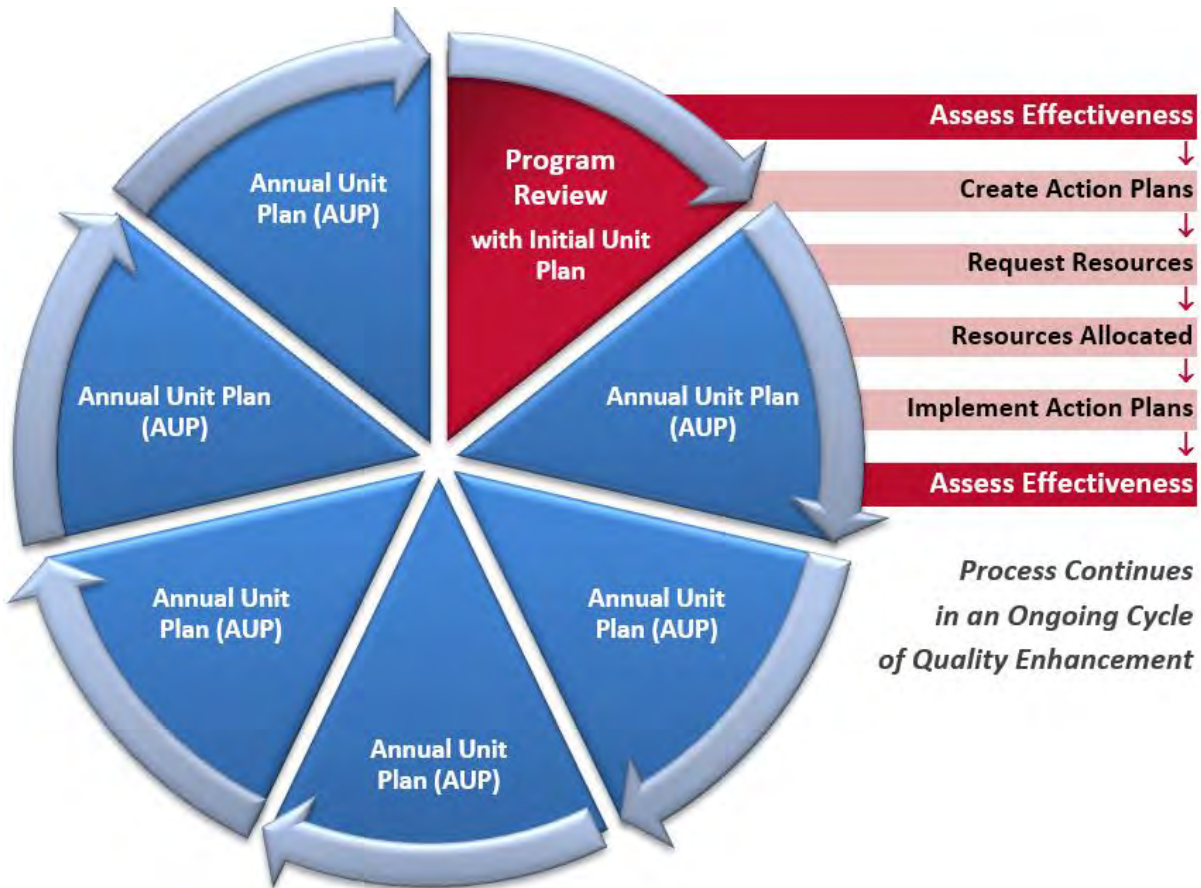 Program
Review
with Initial Unit
Plan
Annual Unit Plan
(AUP)
Annual Unit
Plan (AUP)
Annual Unit
Plan (AUP)
Annual Unit
Plan (AUP)
Annual Unit Plan
(AUP)
Annual Unit
Plan (AUP)
Assess Effectiveness
↓
Create Action Plans
↓
Request Resources
↓
Resources Allocated
↓
Implement Action Plans
↓
Assess Effectiveness
Process Continues
in an Ongoing Cycle
of Quality Enhancement